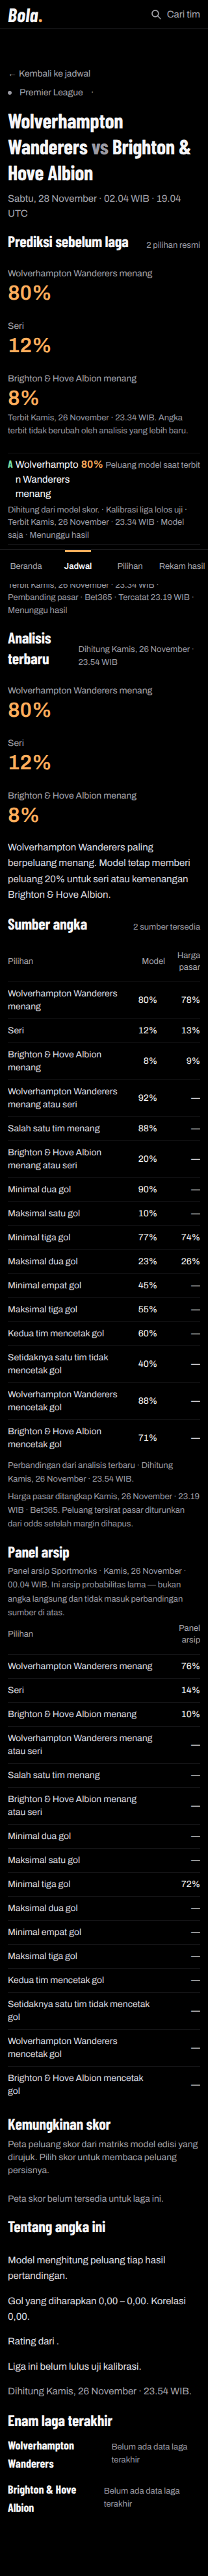 Bola.
Cari tim
← Kembali ke jadwal
Premier League ·
Wolverhampton
Wanderers vs Brighton &
Hove Albion
Sabtu, 28 November · 02.04 WIB · 19.04
UTC
Prediksi sebelum laga
2 pilihan resmi
Wolverhampton Wanderers menang
80%
Seri
12%
Brighton & Hove Albion menang
8%
Terbit Kamis, 26 November · 23.34 WIB. Angka
terbit tidak berubah oleh analisis yang lebih baru.
A Wolverhampto 80% Peluang model saat terbit
n Wanderers
menang
Dihitung dari model skor. · Kalibrasi liga lolos uji ·
Terbit Kamis, 26 November · 23.34 WIB · Model
saja · Menunggu hasil
Beranda Jadwal Pilihan Rekam hasil
Terbit Kamis, 26 November · 23.34 WIB ·
Pembanding pasar · Bet365 · Tercatat 23.19 WIB ·
Menunggu hasil
Analisis
terbaru
Dihitung Kamis, 26 November ·
23.54 WIB
Wolverhampton Wanderers menang
80%
Seri
12%
Brighton & Hove Albion menang
8%
Wolverhampton Wanderers paling
berpeluang menang. Model tetap memberi
peluang 20% untuk seri atau kemenangan
Brighton & Hove Albion.
Sumber angka
2 sumber tersedia
Pilihan Model Harga
pasar
Wolverhampton Wanderers
menang 80% 78%
Seri 12% 13%
Brighton & Hove Albion
menang 8% 9%
Wolverhampton Wanderers
menang atau seri 92% —
Salah satu tim menang 88% —
Brighton & Hove Albion
menang atau seri 20% —
Minimal dua gol 90% —
Maksimal satu gol 10% —
Minimal tiga gol 77% 74%
Maksimal dua gol 23% 26%
Minimal empat gol 45% —
Maksimal tiga gol 55% —
Kedua tim mencetak gol 60% —
Setidaknya satu tim tidak
mencetak gol 40% —
Wolverhampton Wanderers
mencetak gol 88% —
Brighton & Hove Albion
mencetak gol 71% —
Perbandingan dari analisis terbaru · Dihitung
Kamis, 26 November · 23.54 WIB.
Harga pasar ditangkap Kamis, 26 November · 23.19
WIB · Bet365. Peluang tersirat pasar diturunkan
dari odds setelah margin dihapus.
Panel arsip
Panel arsip Sportmonks · Kamis, 26 November ·
00.04 WIB. Ini arsip probabilitas lama — bukan
angka langsung dan tidak masuk perbandingan
sumber di atas.
Pilihan Panel
arsip
Wolverhampton Wanderers menang 76%
Seri 14%
Brighton & Hove Albion menang 10%
Wolverhampton Wanderers menang
atau seri —
Salah satu tim menang —
Brighton & Hove Albion menang
atau seri —
Minimal dua gol —
Maksimal satu gol —
Minimal tiga gol 72%
Maksimal dua gol —
Minimal empat gol —
Maksimal tiga gol —
Kedua tim mencetak gol —
Setidaknya satu tim tidak mencetak
gol —
Wolverhampton Wanderers
mencetak gol —
Brighton & Hove Albion mencetak
gol —
Kemungkinan skor
Peta peluang skor dari matriks model edisi yang
dirujuk. Pilih skor untuk membaca peluang
persisnya.
Peta skor belum tersedia untuk laga ini.
Tentang angka ini
Model menghitung peluang tiap hasil
pertandingan.
Gol yang diharapkan 0,00 – 0,00. Korelasi
0,00.
Rating dari .
Liga ini belum lulus uji kalibrasi.
Dihitung Kamis, 26 November · 23.54 WIB.
Enam laga terakhir
Wolverhampton
Wanderers
Belum ada data laga
terakhir
Brighton & Hove
Albion
Belum ada data laga
terakhir